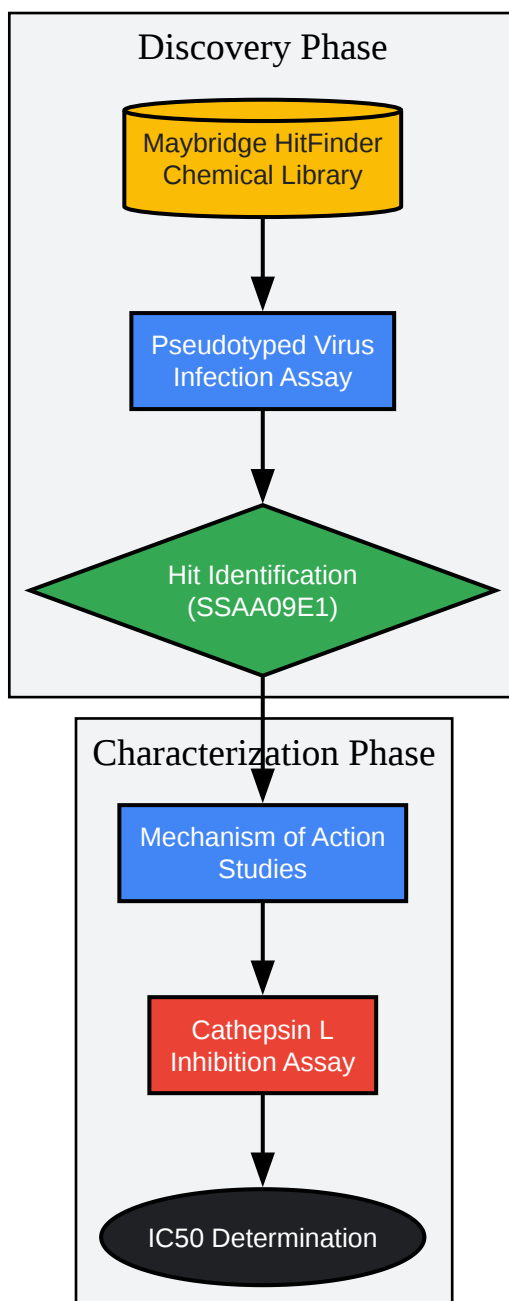 Discovery Phase
Maybridge HitFinder
Chemical Library
Pseudotyped Virus
Infection Assay
Hit Identification
(SSAA09E1)
Characterization Phase
Mechanism of Action
Studies
Cathepsin L
Inhibition Assay
IC50 Determination